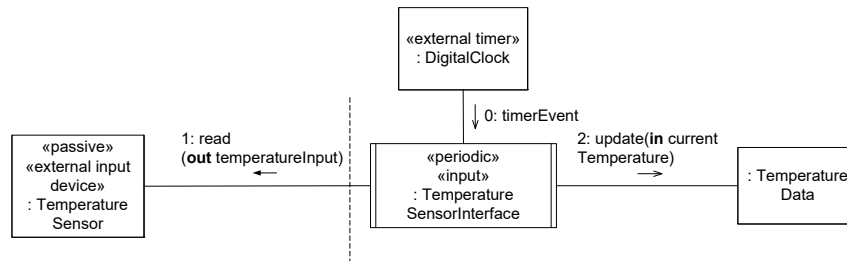 «external timer»
: DigitalClock
0: timerEvent
1: read
(out temperatureInput)
2: update(in current
Temperature)
«passive»
«external input
device»
: Temperature
Sensor
«periodic»
«input»
: Temperature
SensorInterface
: Temperature
Data